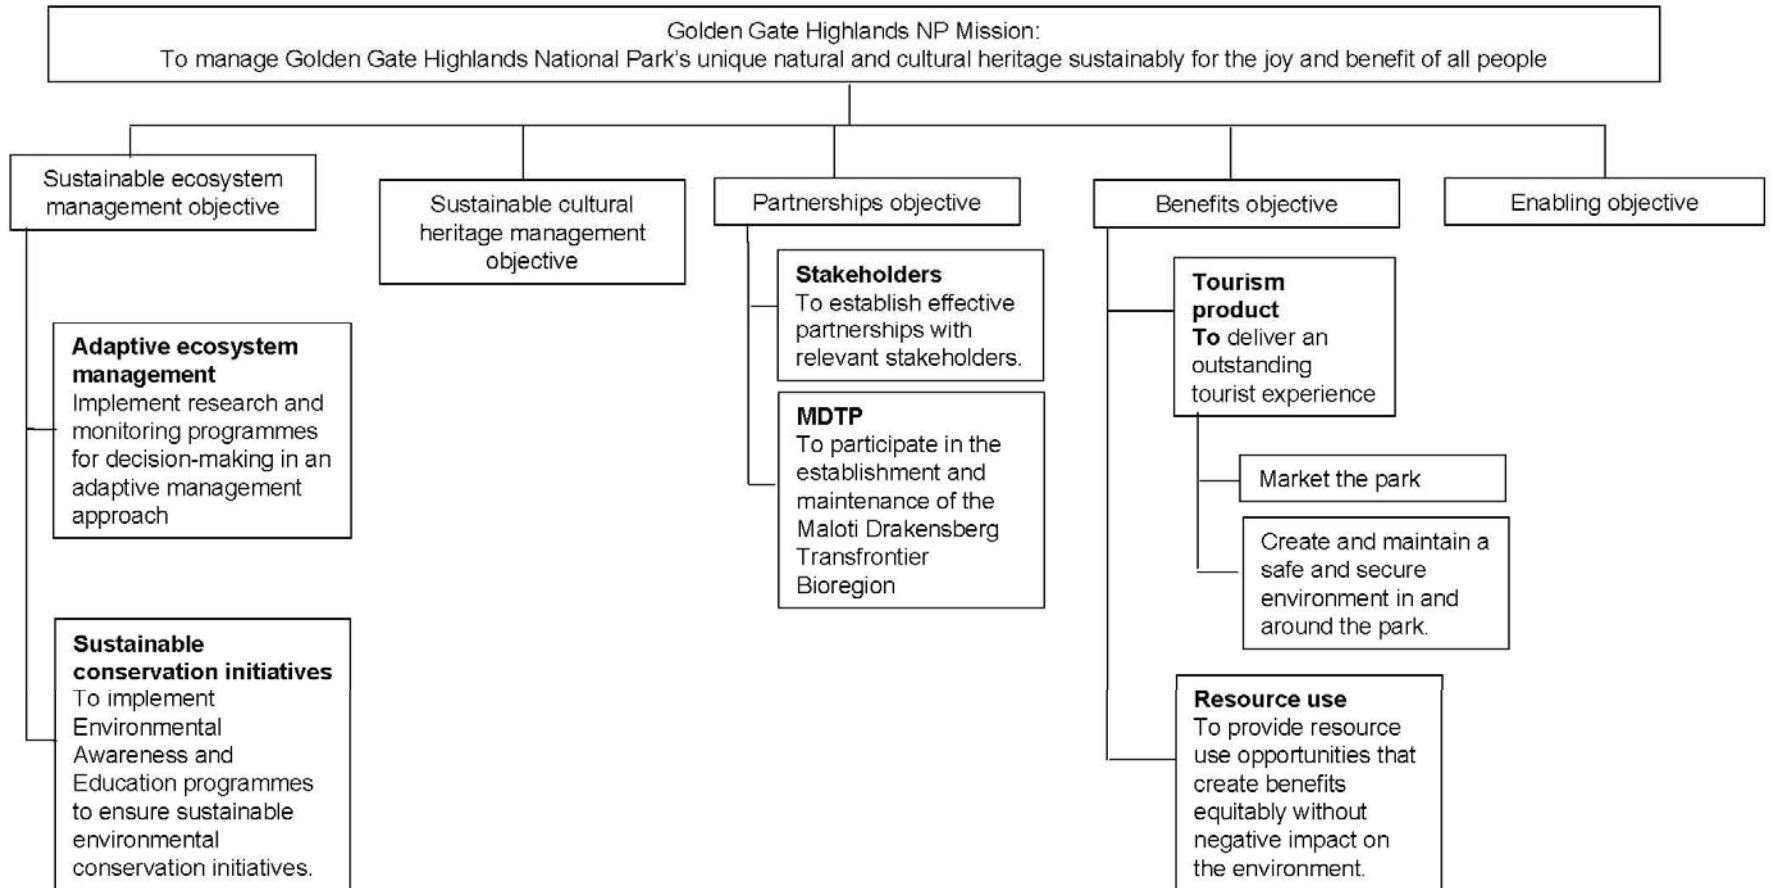 Golden Gate Highlands NP Mission:
To manage Golden Gate Highlands National Park's unique natural and cultural heritage sustainably for the joy and benefit of all people
Sustainable ecosystem
management objective
Sustainable cultural
heritage management
objective
Partnerships objective
Benefits objective
Enabling objective
Adaptive ecosystem
management
Implement research and
monitoring programmes
for decision-making in an
adaptive management
approach
Sustainable
conservation initiatives
To implement
Environmental
Awareness and
Education programmes
to ensure sustainable
environmental
conservation initiatives.
Stakeholders
To establish effective
partnerships with
relevant stakeholders.
MDTP
To participate in the
establishment and
maintenance of the
Maloti Drakensberg
Transfrontier
Bioregion
Tourism
product
To deliver an
outstanding
tourist experience
Market the park
Create and maintain a
safe and secure
environment in and
around the park.
Resource use
To provide resource
use opportunities that
create benefits
equitably without
negative impact on
the environment.